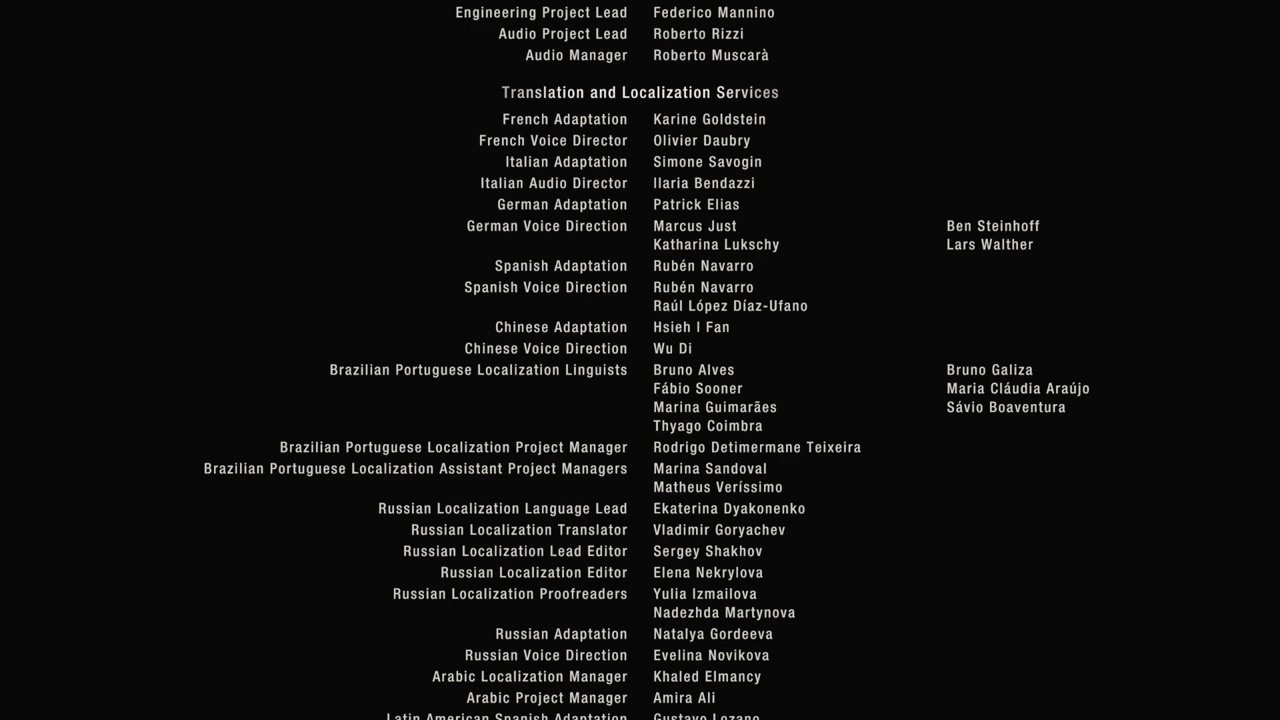 Engineering Project Lead Federico Mannino
Audio Project Lead Roberto Rizzi
Audio Manager Roberto Muscarà
Translation and Localization Services
French Adaptation Karine Goldstein
French Voice Director Olivier Daubry
Italian Adaptation Simone Savogin
Italian Audio Director Ilaria Bendazzi
German Adaptation Patrick Elias
German Voice Direction Marcus Just Ben Steinhoff
Katharina Lukschy Lars Walther
Spanish Adaptation Rubén Navarro
Spanish Voice Direction Rubén Navarro
Raúl López Díaz-Ufano
Chinese Adaptation Hsieh I Fan
Chinese Voice Direction Wu Di
Brazilian Portuguese Localization Linguists Bruno Alves Bruno Galiza
Fábio Sooner Maria Cláudia Araújo
Marina Guimarães Sávio Boaventura
Thyago Coimbra
Brazilian Portuguese Localization Project Manager Rodrigo Detimermane Teixeira
Brazilian Portuguese Localization Assistant Project Managers Marina Sandoval
Matheus Veríssimo
Russian Localization Language Lead Ekaterina Dyakonenko
Russian Localization Translator Vladimir Goryachev
Russian Localization Lead Editor Sergey Shakhov
Russian Localization Editor Elena Nekrylova
Russian Localization Proofreaders Yulia Izmailova
Nadezhda Martynova
Russian Adaptation Natalya Gordeeva
Russian Voice Direction Evelina Novikova
Arabic Localization Manager Khaled Elmancy
Arabic Project Manager Amira Ali
Latin American Spanish Adaptation Gustavo Lozano